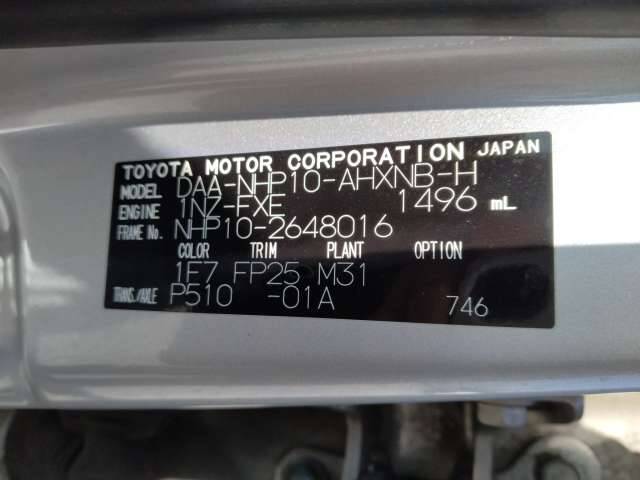 TOYOTA MOTOR CORPORATION JAPAN
MODEL DAA-NHP10-AHXNB-H
ENGINE 1NZ-FXE 1496 mL
FRAME No. NHP10-2648016
COLOR TRIM PLANT OPTION
1F7 FP25 M31
TRANS./AXLE P510 -01A 746